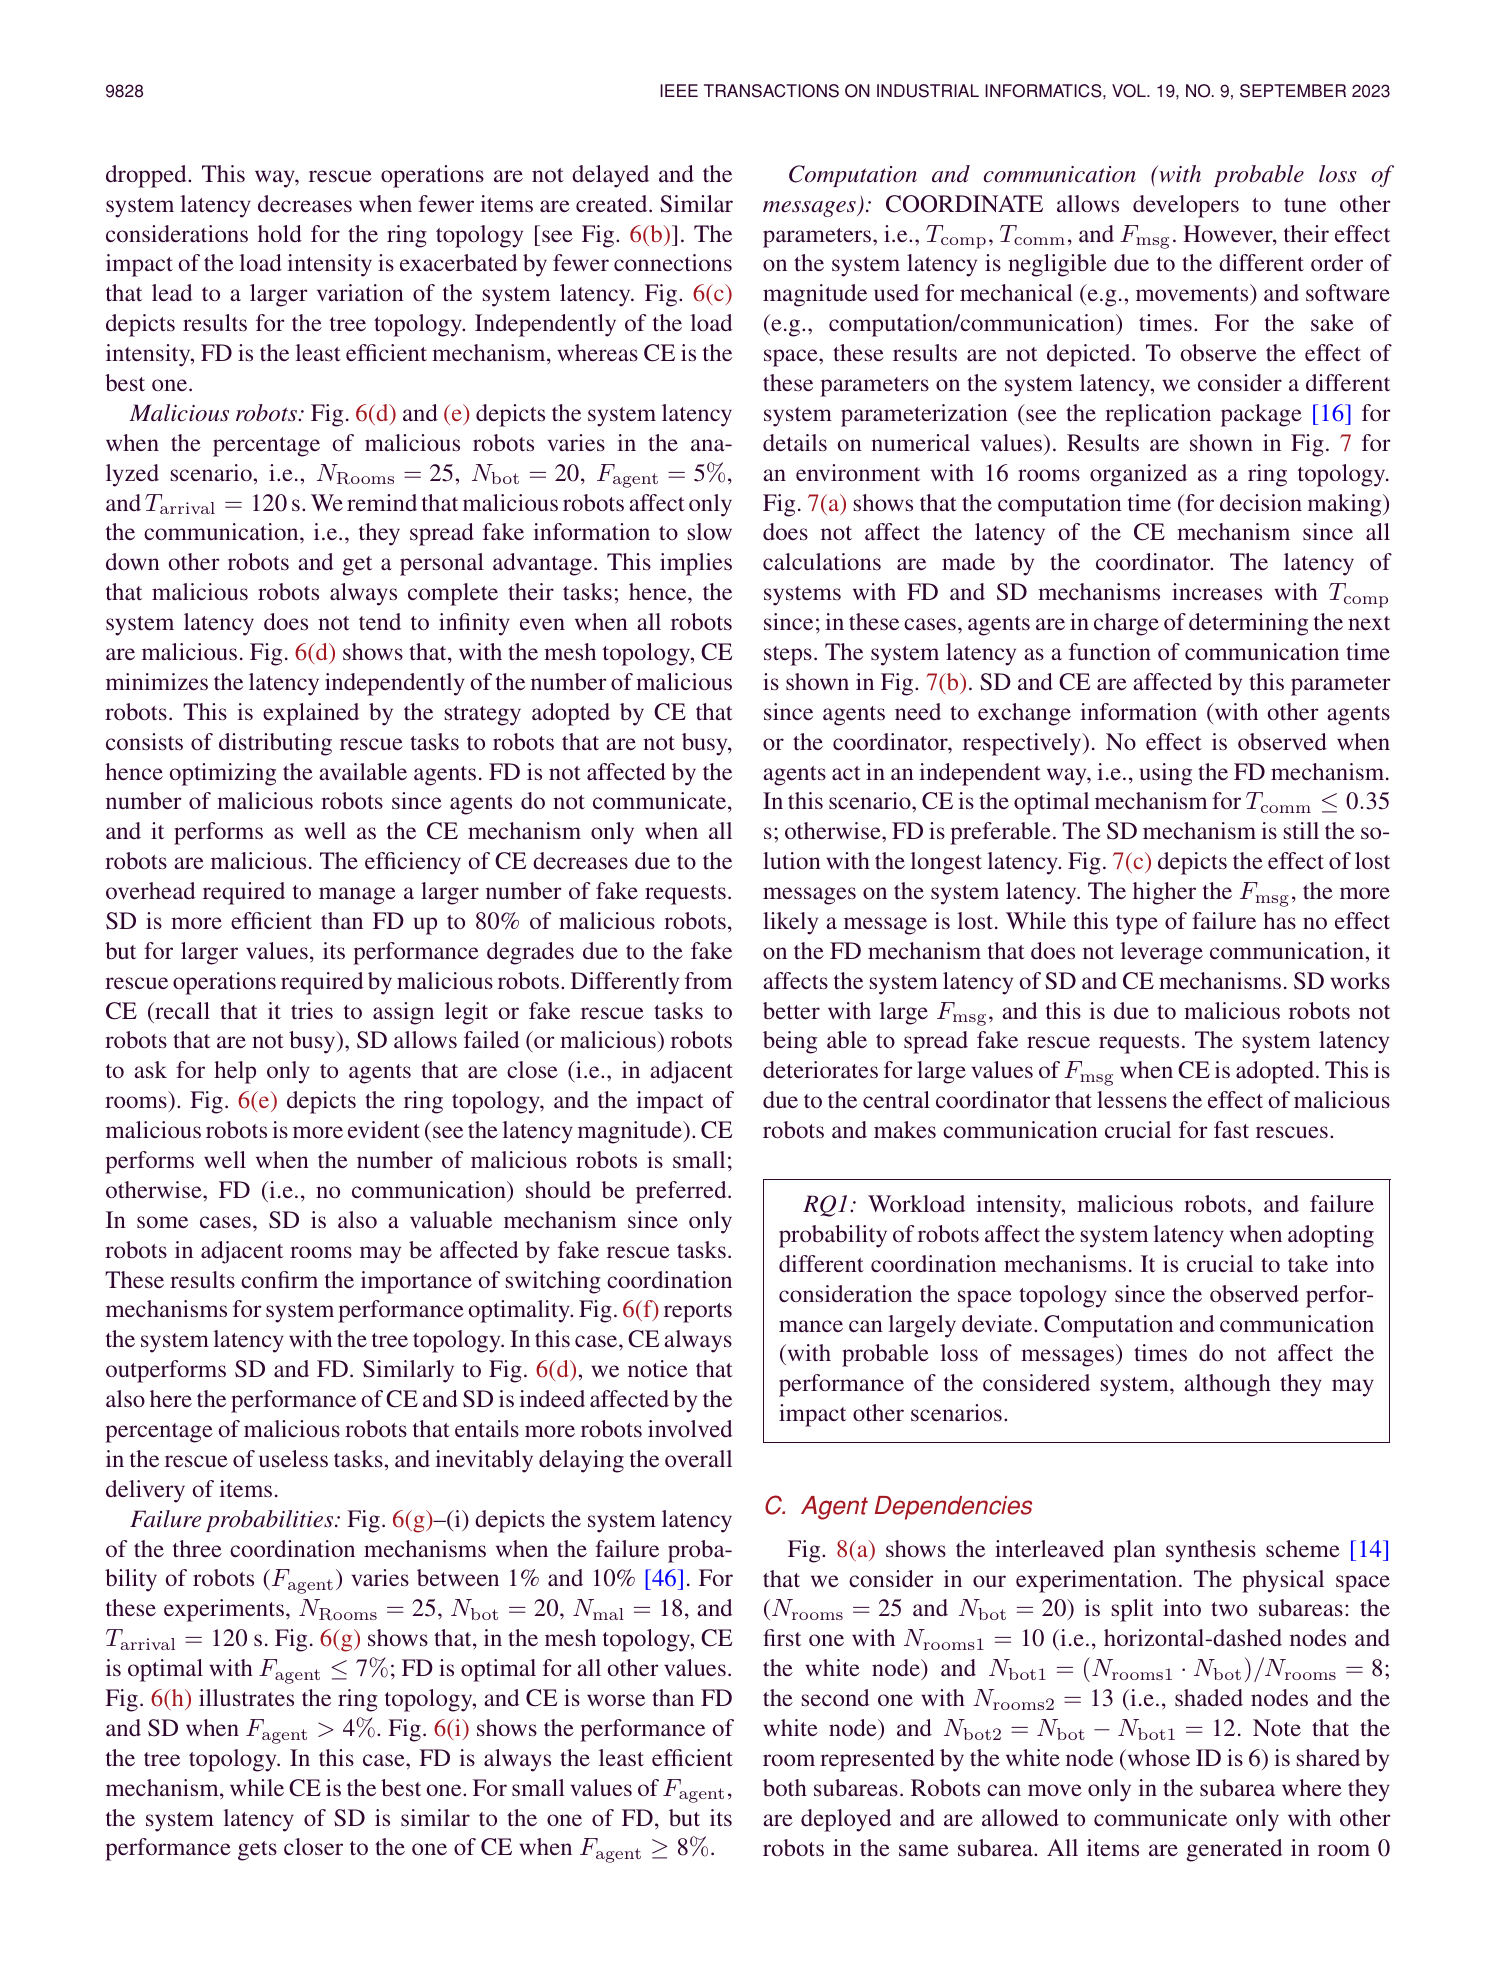 9828
IEEE TRANSACTIONS ON INDUSTRIAL INFORMATICS, VOL. 19, NO. 9, SEPTEMBER 2023
dropped. This way, rescue operations are not delayed and the
system latency decreases when fewer items are created. Similar
considerations hold for the ring topology [see Fig. 6(b)]. The
impact of the load intensity is exacerbated by fewer connections
that lead to a larger variation of the system latency. Fig. 6(c)
depicts results for the tree topology. Independently of the load
intensity, FD is the least efficient mechanism, whereas CE is the
best one.
Malicious robots: Fig. 6(d) and (e) depicts the system latency
when the percentage of malicious robots varies in the ana-
lyzed scenario, i.e., N_Rooms = 25, N_bot = 20, F_agent = 5%,
and T_arrival = 120 s. We remind that malicious robots affect only
the communication, i.e., they spread fake information to slow
down other robots and get a personal advantage. This implies
that malicious robots always complete their tasks; hence, the
system latency does not tend to infinity even when all robots
are malicious. Fig. 6(d) shows that, with the mesh topology, CE
minimizes the latency independently of the number of malicious
robots. This is explained by the strategy adopted by CE that
consists of distributing rescue tasks to robots that are not busy,
hence optimizing the available agents. FD is not affected by the
number of malicious robots since agents do not communicate,
and it performs as well as the CE mechanism only when all
robots are malicious. The efficiency of CE decreases due to the
overhead required to manage a larger number of fake requests.
SD is more efficient than FD up to 80% of malicious robots,
but for larger values, its performance degrades due to the fake
rescue operations required by malicious robots. Differently from
CE (recall that it tries to assign legit or fake rescue tasks to
robots that are not busy), SD allows failed (or malicious) robots
to ask for help only to agents that are close (i.e., in adjacent
rooms). Fig. 6(e) depicts the ring topology, and the impact of
malicious robots is more evident (see the latency magnitude). CE
performs well when the number of malicious robots is small;
otherwise, FD (i.e., no communication) should be preferred.
In some cases, SD is also a valuable mechanism since only
robots in adjacent rooms may be affected by fake rescue tasks.
These results confirm the importance of switching coordination
mechanisms for system performance optimality. Fig. 6(f) reports
the system latency with the tree topology. In this case, CE always
outperforms SD and FD. Similarly to Fig. 6(d), we notice that
also here the performance of CE and SD is indeed affected by the
percentage of malicious robots that entails more robots involved
in the rescue of useless tasks, and inevitably delaying the overall
delivery of items.
Failure probabilities: Fig. 6(g)–(i) depicts the system latency
of the three coordination mechanisms when the failure proba-
bility of robots (F_agent) varies between 1% and 10% [46]. For
these experiments, N_Rooms = 25, N_bot = 20, N_mal = 18, and
T_arrival = 120 s. Fig. 6(g) shows that, in the mesh topology, CE
is optimal with F_agent ≤ 7%; FD is optimal for all other values.
Fig. 6(h) illustrates the ring topology, and CE is worse than FD
and SD when F_agent > 4%. Fig. 6(i) shows the performance of
the tree topology. In this case, FD is always the least efficient
mechanism, while CE is the best one. For small values of F_agent,
the system latency of SD is similar to the one of FD, but its
performance gets closer to the one of CE when F_agent ≥ 8%.
Computation and communication (with probable loss of
messages): COORDINATE allows developers to tune other
parameters, i.e., T_comp, T_comm, and F_msg. However, their effect
on the system latency is negligible due to the different order of
magnitude used for mechanical (e.g., movements) and software
(e.g., computation/communication) times. For the sake of
space, these results are not depicted. To observe the effect of
these parameters on the system latency, we consider a different
system parameterization (see the replication package [16] for
details on numerical values). Results are shown in Fig. 7 for
an environment with 16 rooms organized as a ring topology.
Fig. 7(a) shows that the computation time (for decision making)
does not affect the latency of the CE mechanism since all
calculations are made by the coordinator. The latency of
systems with FD and SD mechanisms increases with T_comp
since; in these cases, agents are in charge of determining the next
steps. The system latency as a function of communication time
is shown in Fig. 7(b). SD and CE are affected by this parameter
since agents need to exchange information (with other agents
or the coordinator, respectively). No effect is observed when
agents act in an independent way, i.e., using the FD mechanism.
In this scenario, CE is the optimal mechanism for T_comm ≤ 0.35
s; otherwise, FD is preferable. The SD mechanism is still the so-
lution with the longest latency. Fig. 7(c) depicts the effect of lost
messages on the system latency. The higher the F_msg, the more
likely a message is lost. While this type of failure has no effect
on the FD mechanism that does not leverage communication, it
affects the system latency of SD and CE mechanisms. SD works
better with large F_msg, and this is due to malicious robots not
being able to spread fake rescue requests. The system latency
deteriorates for large values of F_msg when CE is adopted. This is
due to the central coordinator that lessens the effect of malicious
robots and makes communication crucial for fast rescues.
RQ1: Workload intensity, malicious robots, and failure
probability of robots affect the system latency when adopting
different coordination mechanisms. It is crucial to take into
consideration the space topology since the observed perfor-
mance can largely deviate. Computation and communication
(with probable loss of messages) times do not affect the
performance of the considered system, although they may
impact other scenarios.
C. Agent Dependencies
Fig. 8(a) shows the interleaved plan synthesis scheme [14]
that we consider in our experimentation. The physical space
(N_rooms = 25 and N_bot = 20) is split into two subareas: the
first one with N_rooms1 = 10 (i.e., horizontal-dashed nodes and
the white node) and N_bot1 = (N_rooms1 · N_bot)/N_rooms = 8;
the second one with N_rooms2 = 13 (i.e., shaded nodes and the
white node) and N_bot2 = N_bot − N_bot1 = 12. Note that the
room represented by the white node (whose ID is 6) is shared by
both subareas. Robots can move only in the subarea where they
are deployed and are allowed to communicate only with other
robots in the same subarea. All items are generated in room 0